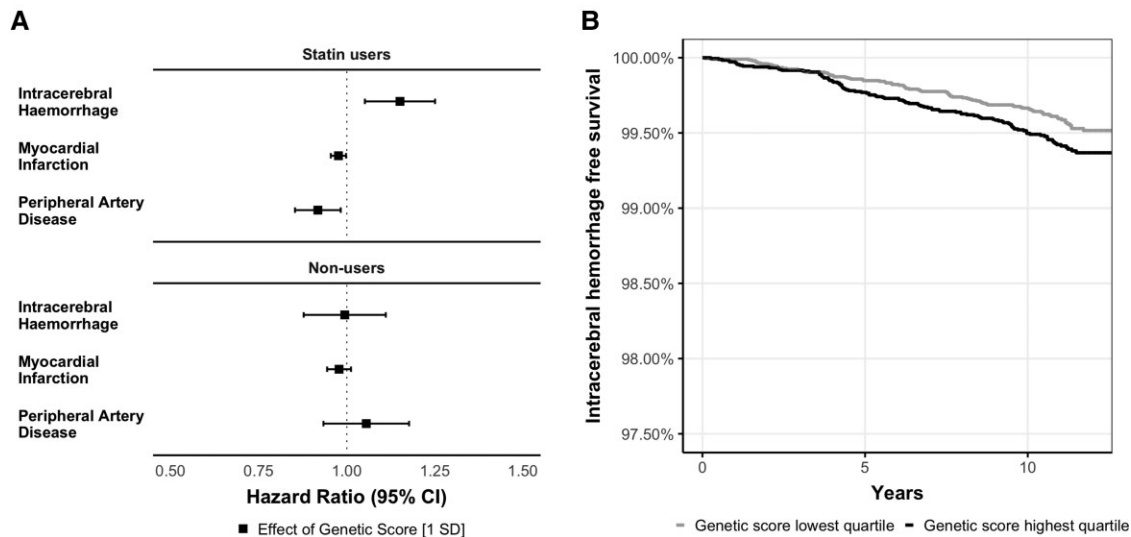 A
Statin users
Intracerebral
Haemorrhage
Myocardial
Infarction
Peripheral Artery
Disease
Non-users
Intracerebral
Haemorrhage
Myocardial
Infarction
Peripheral Artery
Disease
0.50 0.75 1.00 1.25 1.50
Hazard Ratio (95% CI)
Effect of Genetic Score [1 SD]
B
Intracerebral hemorrhage free survival
100.00%
99.50%
99.00%
98.50%
98.00%
97.50%
0 5 10
Years
Genetic score lowest quartile Genetic score highest quartile